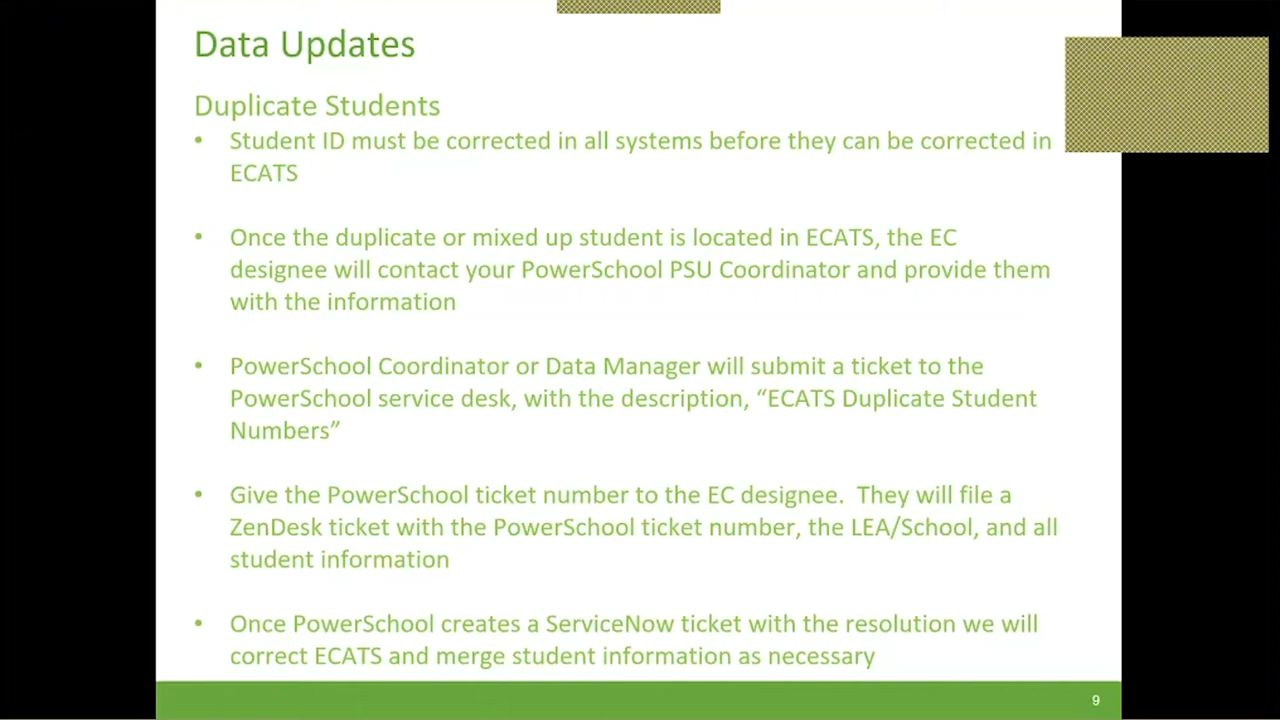 Data Updates
Duplicate Students
• Student ID must be corrected in all systems before they can be corrected in
ECATS
• Once the duplicate or mixed up student is located in ECATS, the EC
designee will contact your PowerSchool PSU Coordinator and provide them
with the information
• PowerSchool Coordinator or Data Manager will submit a ticket to the
PowerSchool service desk, with the description, “ECATS Duplicate Student
Numbers”
• Give the PowerSchool ticket number to the EC designee.  They will file a
ZenDesk ticket with the PowerSchool ticket number, the LEA/School, and all
student information
• Once PowerSchool creates a ServiceNow ticket with the resolution we will
correct ECATS and merge student information as necessary
9